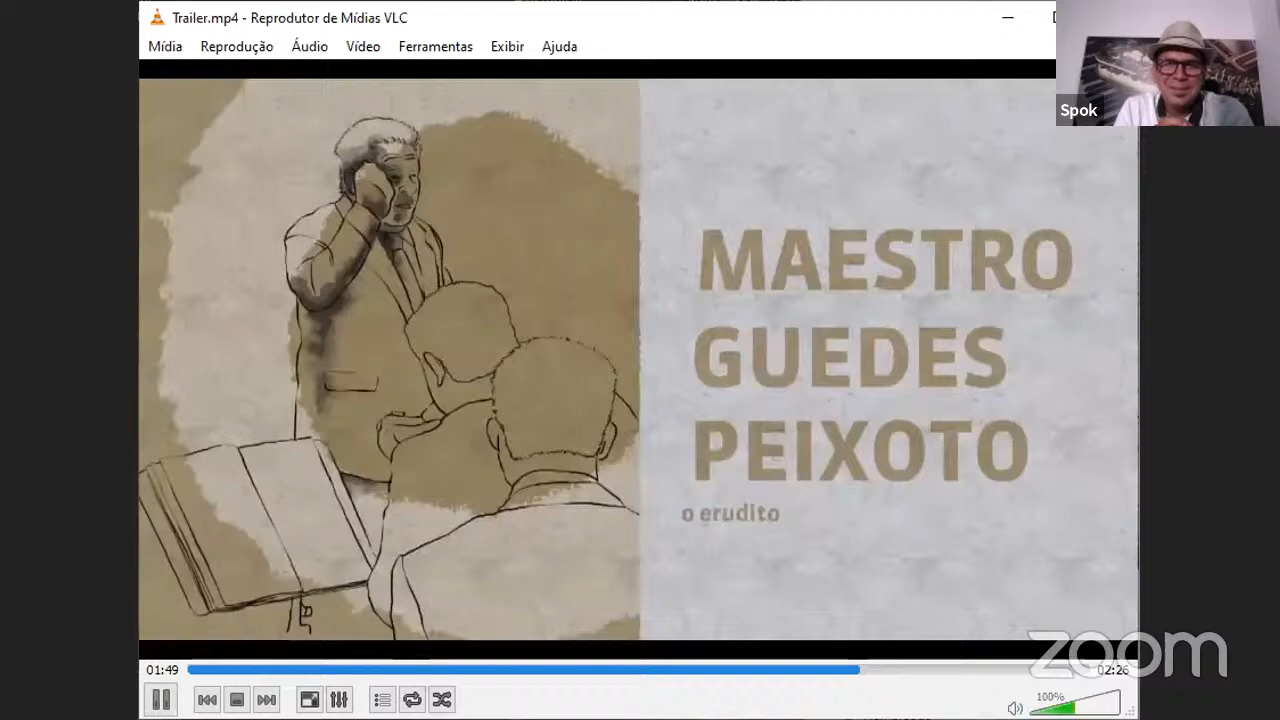 Trailer.mp4 - Reprodutor de Mídias VLC
Mídia Reprodução Áudio Vídeo Ferramentas Exibir Ajuda
Spok
MAESTRO
GUEDES
PEIXOTO
o erudito
01:49
02:26
100%
zoom